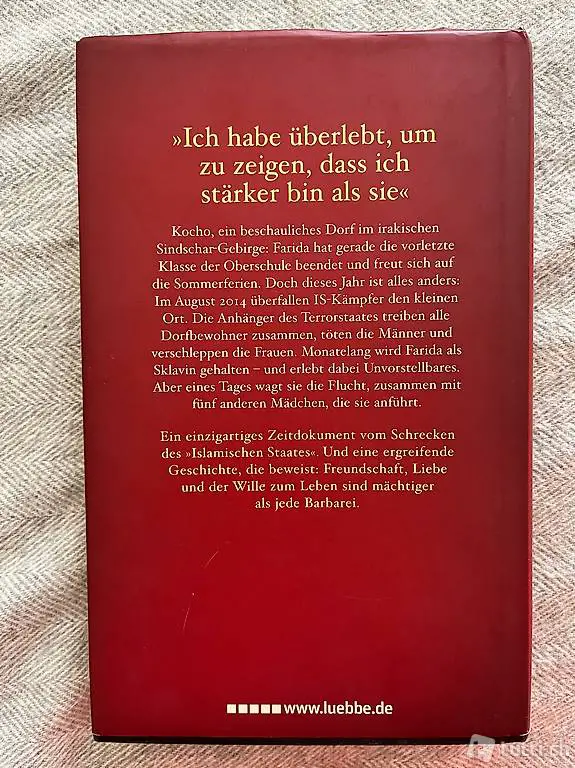 »Ich habe überlebt, um
zu zeigen, dass ich
stärker bin als sie«
Kocho, ein beschauliches Dorf im irakischen
Sindschar-Gebirge: Farida hat gerade die vorletzte
Klasse der Oberschule beendet und freut sich auf
die Sommerferien. Doch dieses Jahr ist alles anders:
Im August 2014 überfallen IS-Kämpfer den kleinen
Ort. Die Anhänger des Terrorstaates treiben alle
Dorfbewohner zusammen, töten die Männer und
verschleppen die Frauen. Monatelang wird Farida als
Sklavin gehalten – und erlebt dabei Unvorstellbares.
Aber eines Tages wagt sie die Flucht, zusammen mit
fünf anderen Mädchen, die sie anführt.
Ein einzigartiges Zeitdokument vom Schrecken
des »Islamischen Staates«. Und eine ergreifende
Geschichte, die beweist: Freundschaft, Liebe
und der Wille zum Leben sind mächtiger
als jede Barbarei.
www.luebbe.de
tutti.ch